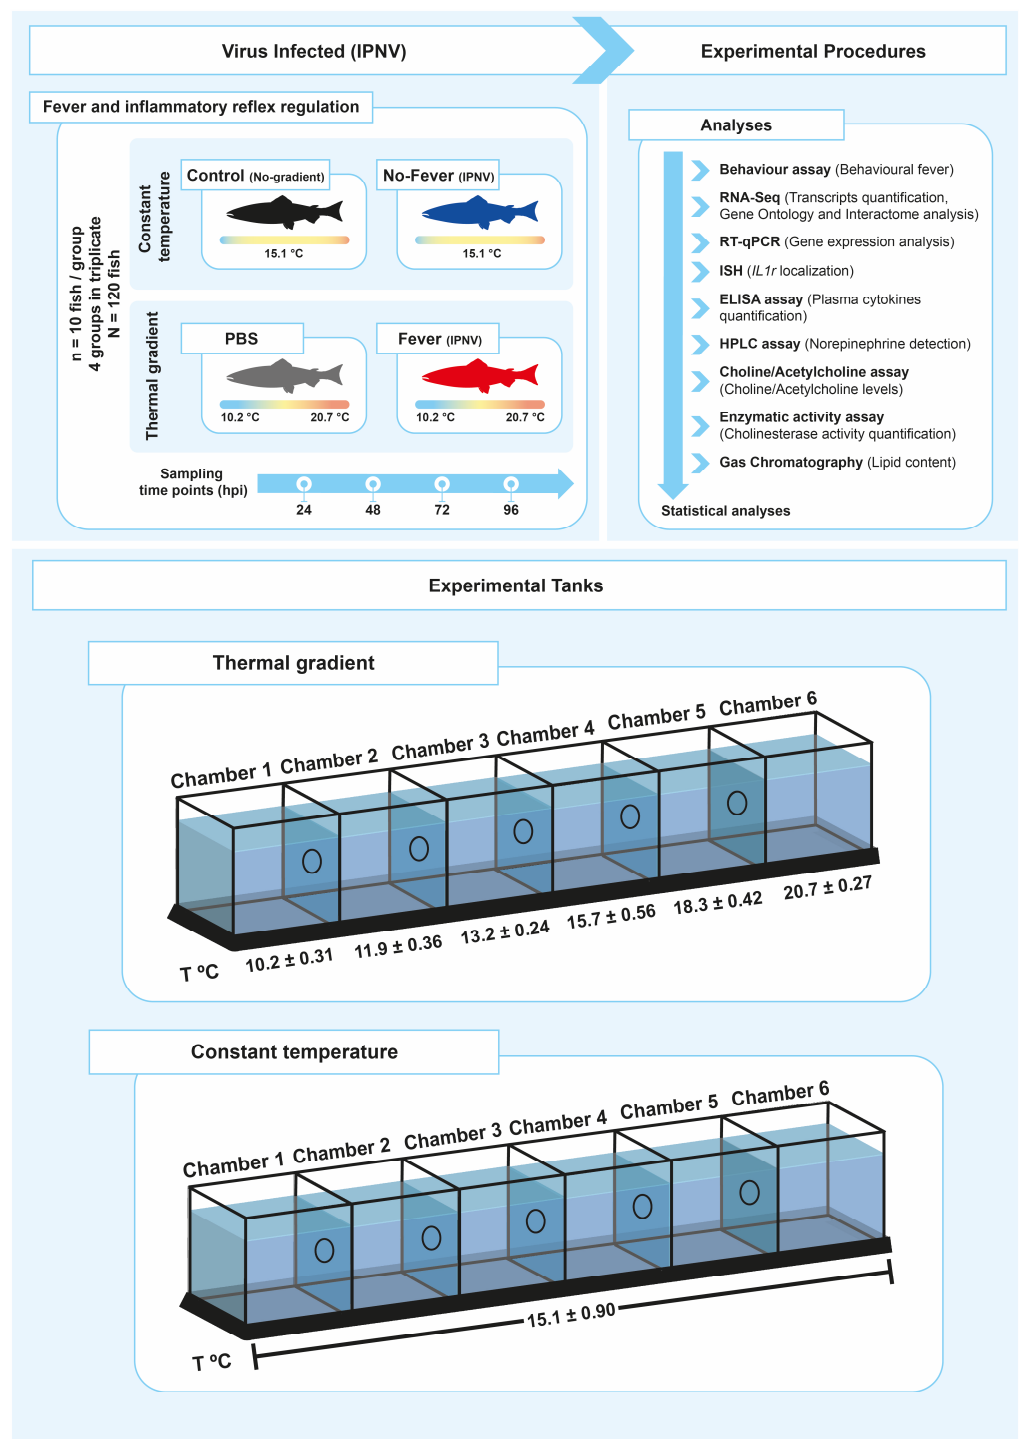 Virus Infected (IPNV)
Experimental Procedures
Fever and inflammatory reflex regulation
n = 10 fish / group
4 groups in triplicate
N = 120 fish
Constant
temperature
Control (No-gradient)
15.1 °C
No-Fever (IPNV)
15.1 °C
Thermal gradient
PBS
10.2 °C
20.7 °C
Fever (IPNV)
10.2 °C
20.7 °C
Sampling
time points (hpi)
24
48
72
96
Analyses
Behaviour assay (Behavioural fever)
RNA-Seq (Transcripts quantification,
Gene Ontology and Interactome analysis)
RT-qPCR (Gene expression analysis)
ISH (IL1r localization)
ELISA assay (Plasma cytokines
quantification)
HPLC assay (Norepinephrine detection)
Choline/Acetylcholine assay
(Choline/Acetylcholine levels)
Enzymatic activity assay
(Cholinesterase activity quantification)
Gas Chromatography (Lipid content)
Statistical analyses
Experimental Tanks
Thermal gradient
Chamber 1
Chamber 2
Chamber 3
Chamber 4
Chamber 5
Chamber 6
T ºC
10.2 ± 0.31
11.9 ± 0.36
13.2 ± 0.24
15.7 ± 0.56
18.3 ± 0.42
20.7 ± 0.27
Constant temperature
Chamber 1
Chamber 2
Chamber 3
Chamber 4
Chamber 5
Chamber 6
T ºC
15.1 ± 0.90